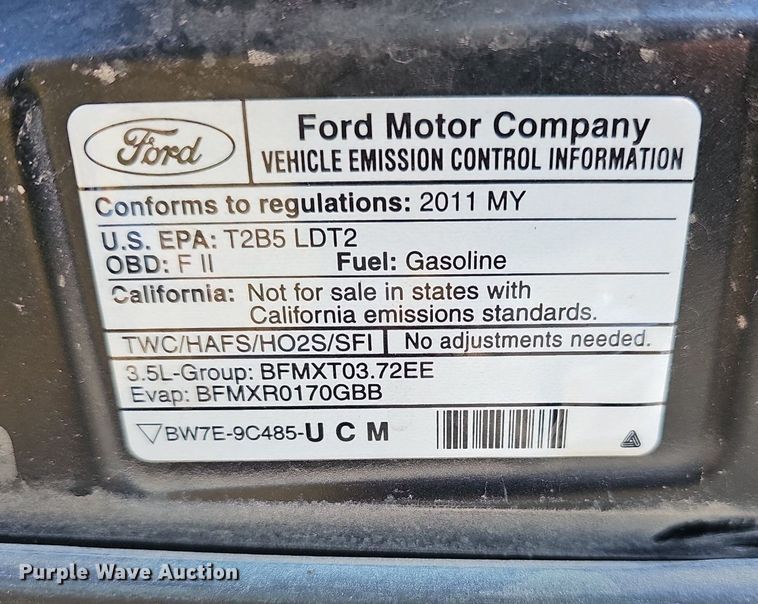 Ford
Ford Motor Company
VEHICLE EMISSION CONTROL INFORMATION
Conforms to regulations: 2011 MY
U.S. EPA: T2B5 LDT2
OBD: F II Fuel: Gasoline
California: Not for sale in states with
California emissions standards.
TWC/HAFS/HO2S/SFI No adjustments needed.
3.5L-Group: BFMXT03.72EE
Evap: BFMXR0170GBB
BW7E-9C485-U C M
Purple Wave Auction